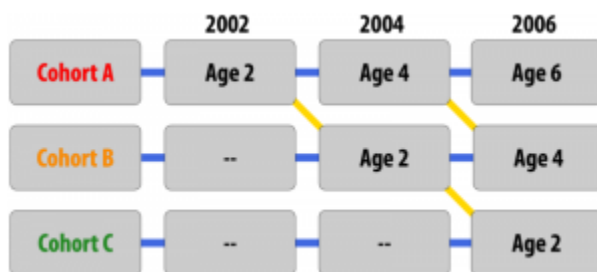 2002 2004 2006
Cohort A Age 2 Age 4 Age 6
Cohort B -- Age 2 Age 4
Cohort C -- -- Age 2